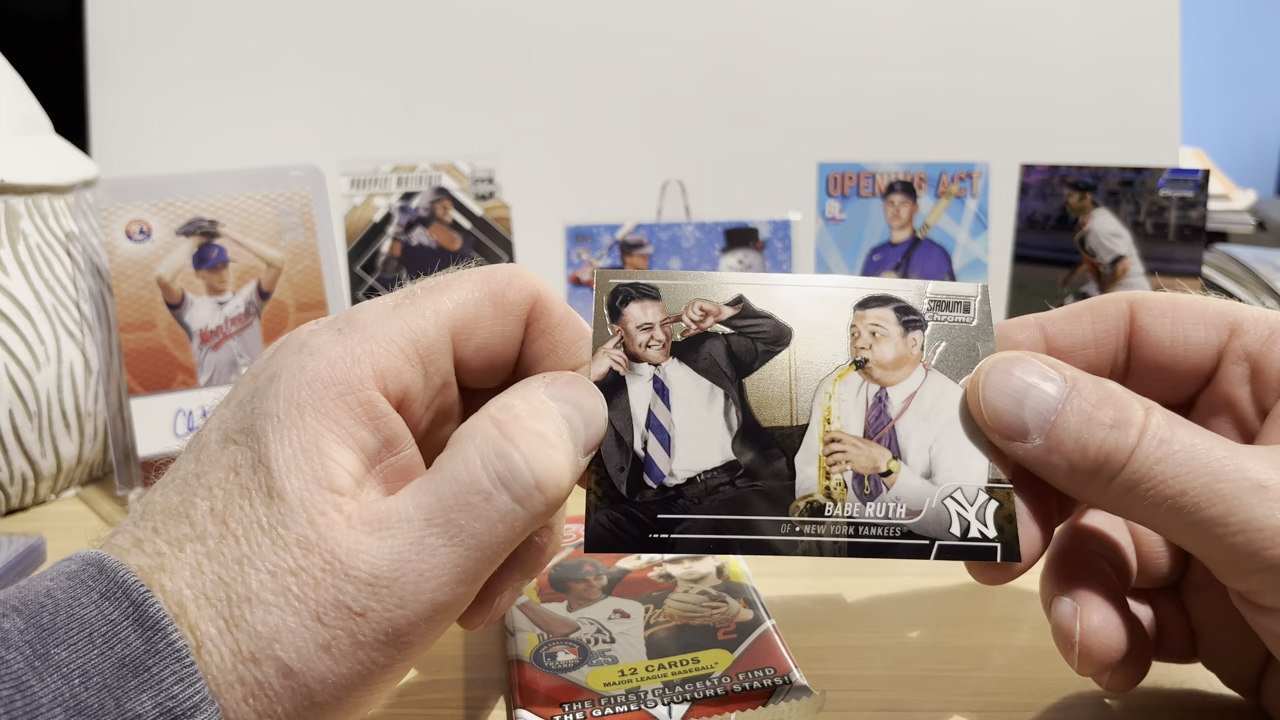 OPENING ACT
STADIUM
Chrome
BABE RUTH
OF • NEW YORK YANKEES
NY
12 CARDS
MAJOR LEAGUE BASEBALL
THE FIRST PLACE TO FIND
THE GAME'S FUTURE STARS!